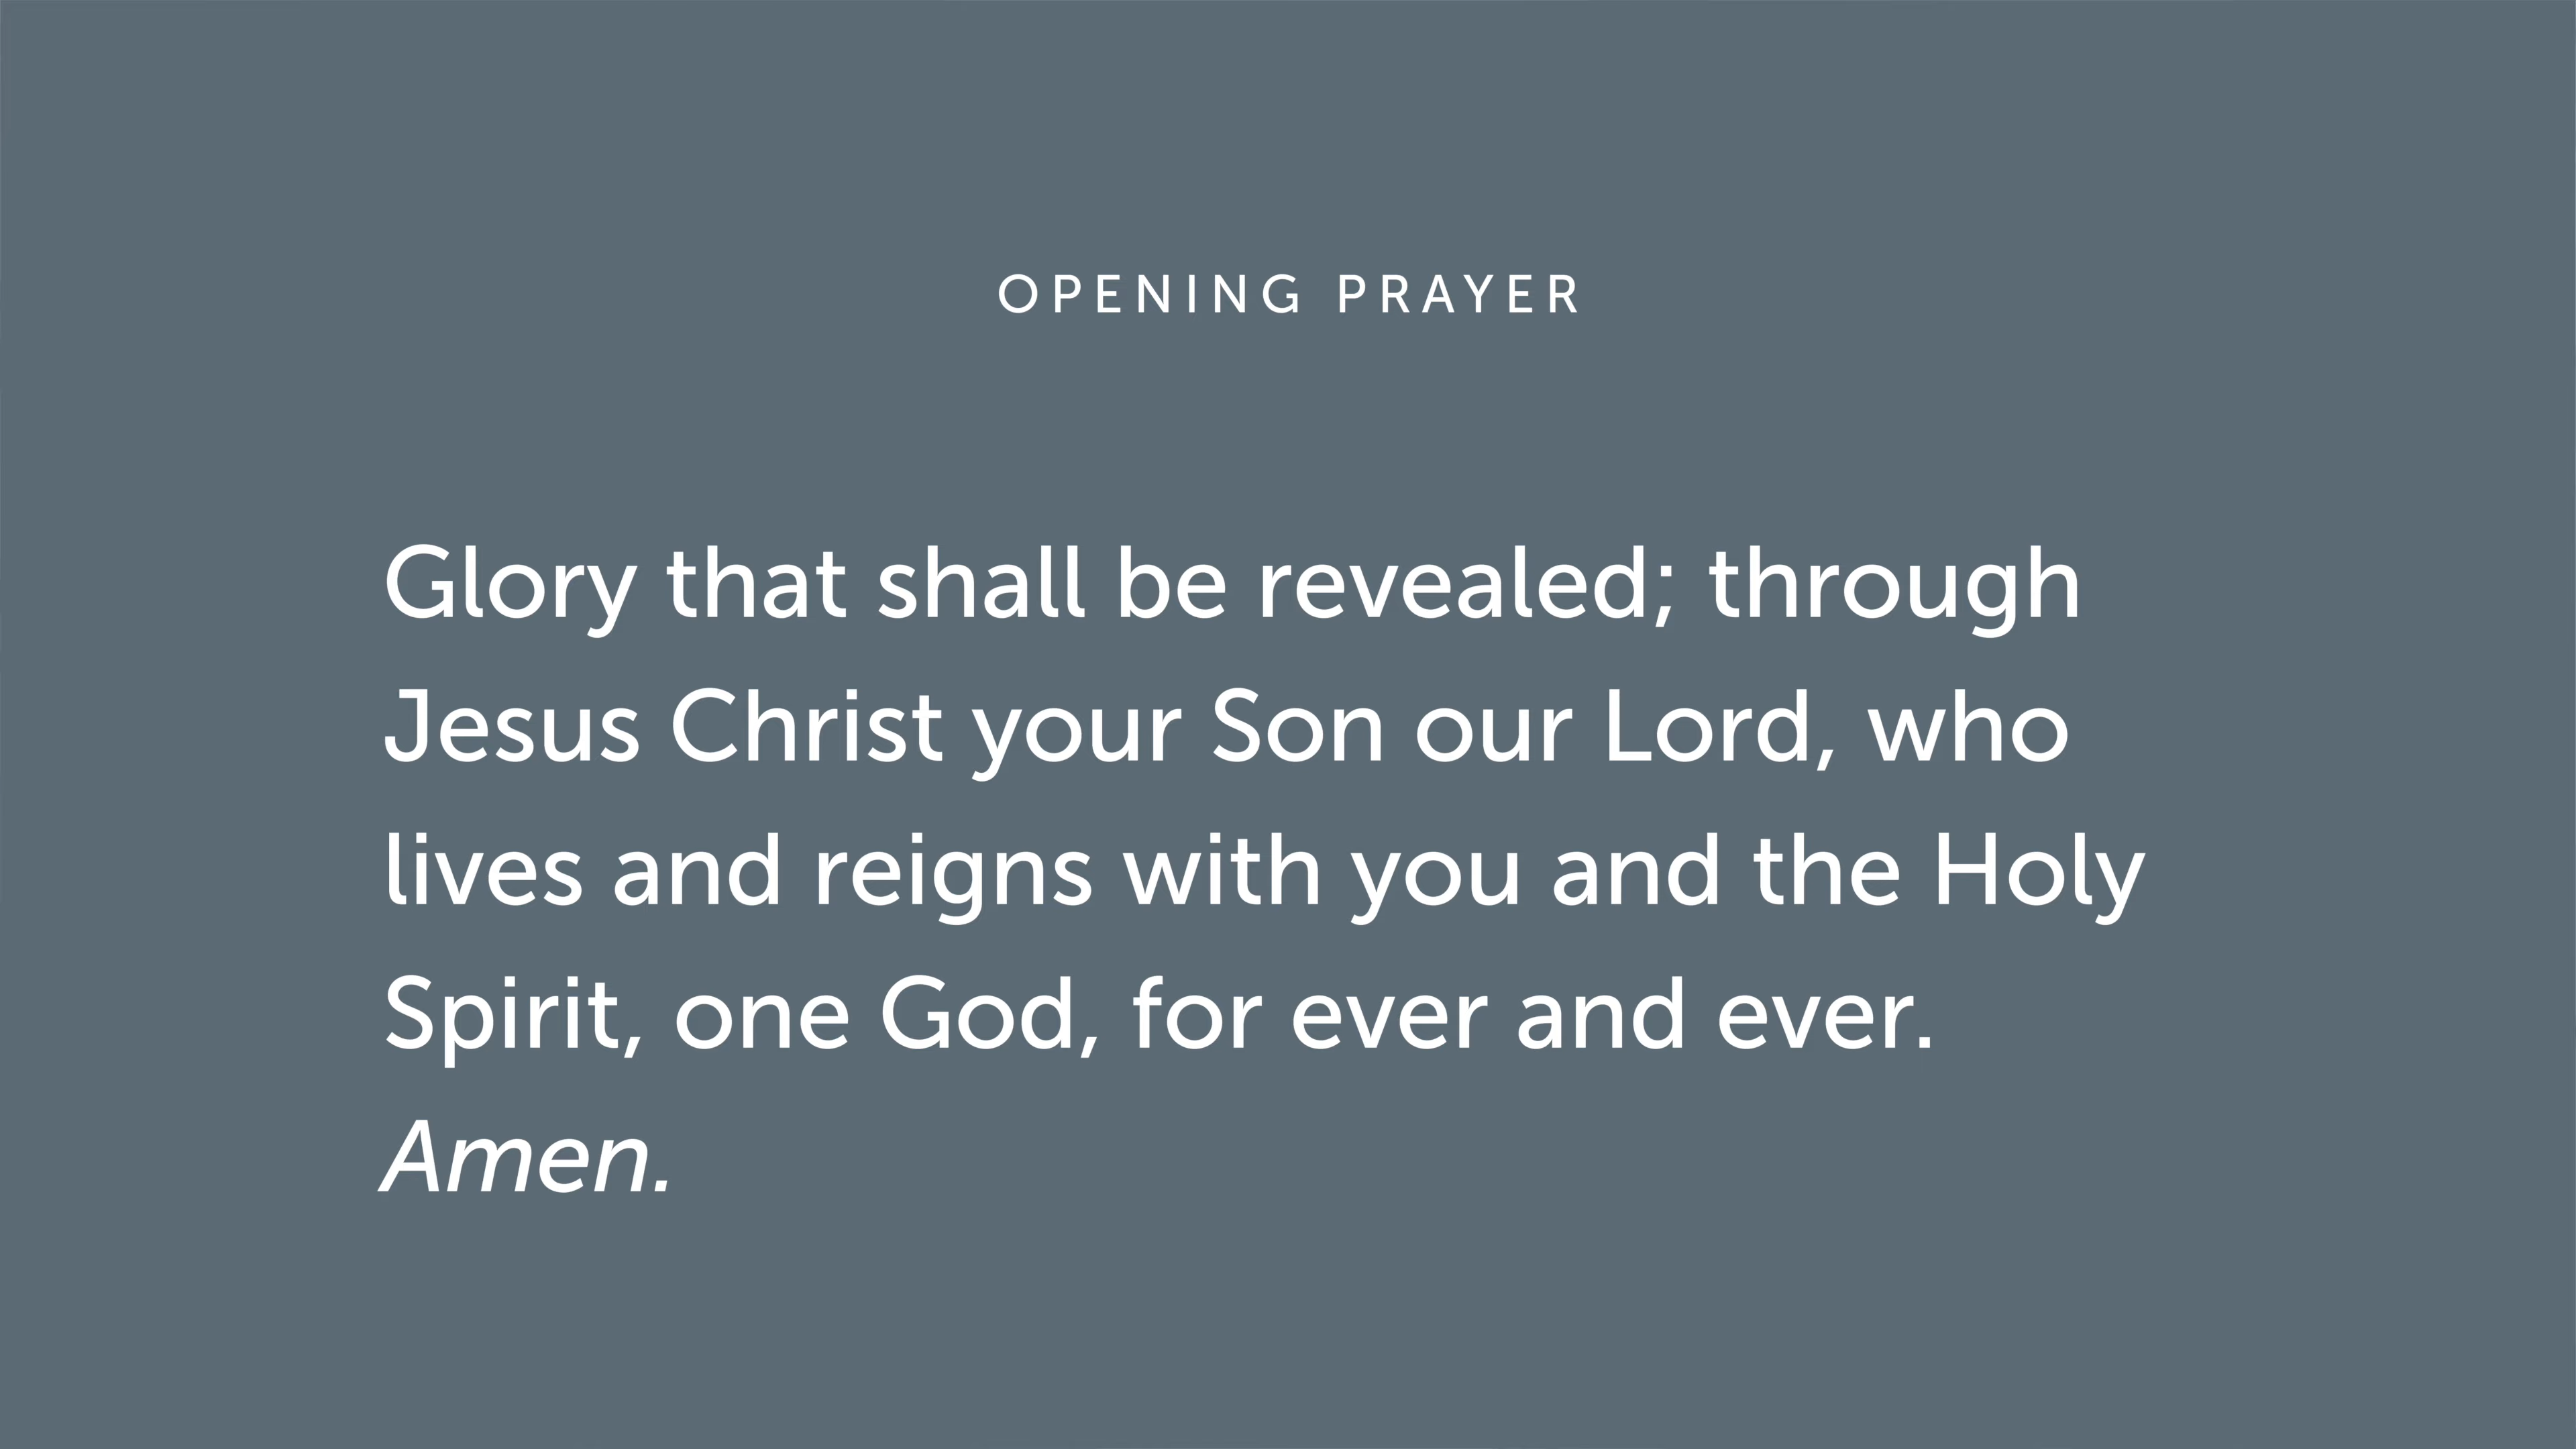 OPENING PRAYER
Glory that shall be revealed; through
Jesus Christ your Son our Lord, who
lives and reigns with you and the Holy
Spirit, one God, for ever and ever.
Amen.